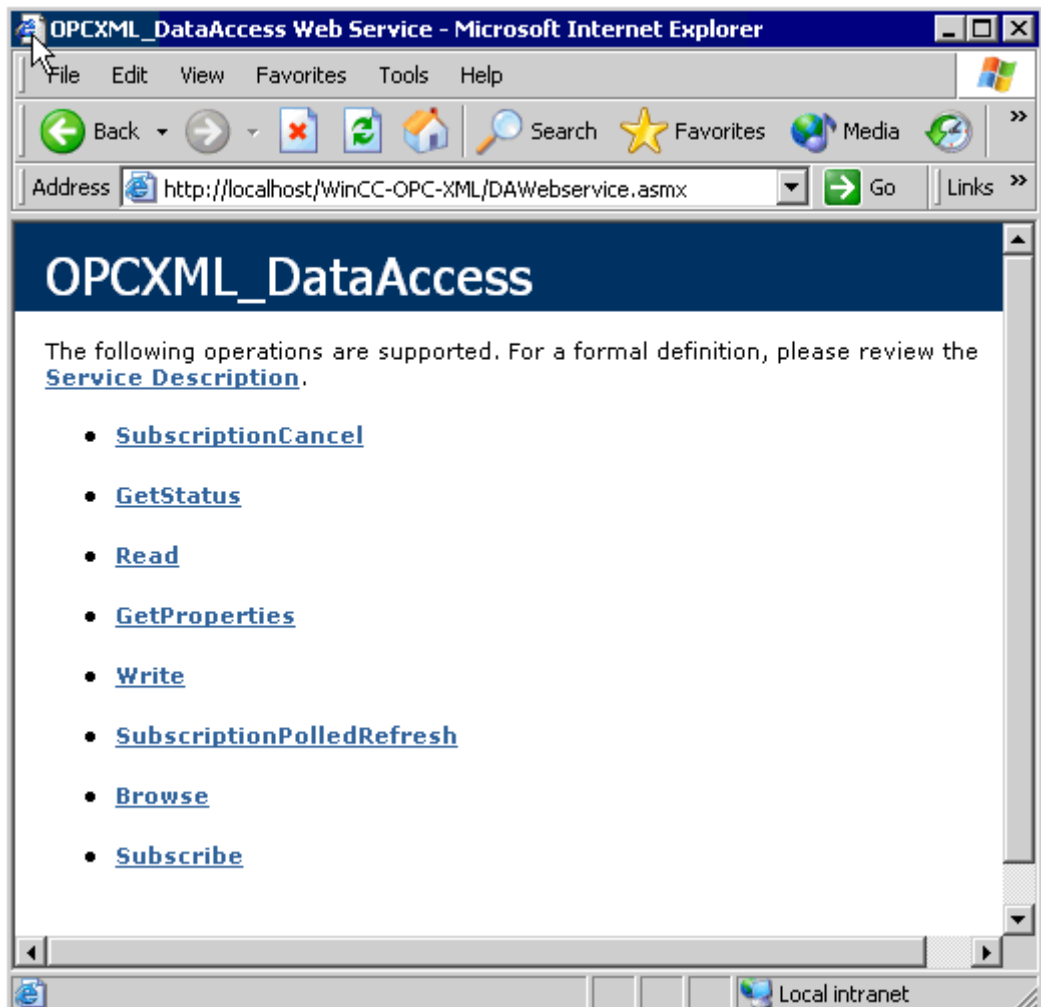 OPCXML_DataAccess Web Service - Microsoft Internet Explorer
File Edit View Favorites Tools Help
Back Search Favorites Media »
Address http://localhost/WinCC-OPC-XML/DAWebservice.asmx Go Links »
OPCXML_DataAccess
The following operations are supported. For a formal definition, please review the
Service Description.
• SubscriptionCancel
• GetStatus
• Read
• GetProperties
• Write
• SubscriptionPolledRefresh
• Browse
• Subscribe
Local intranet